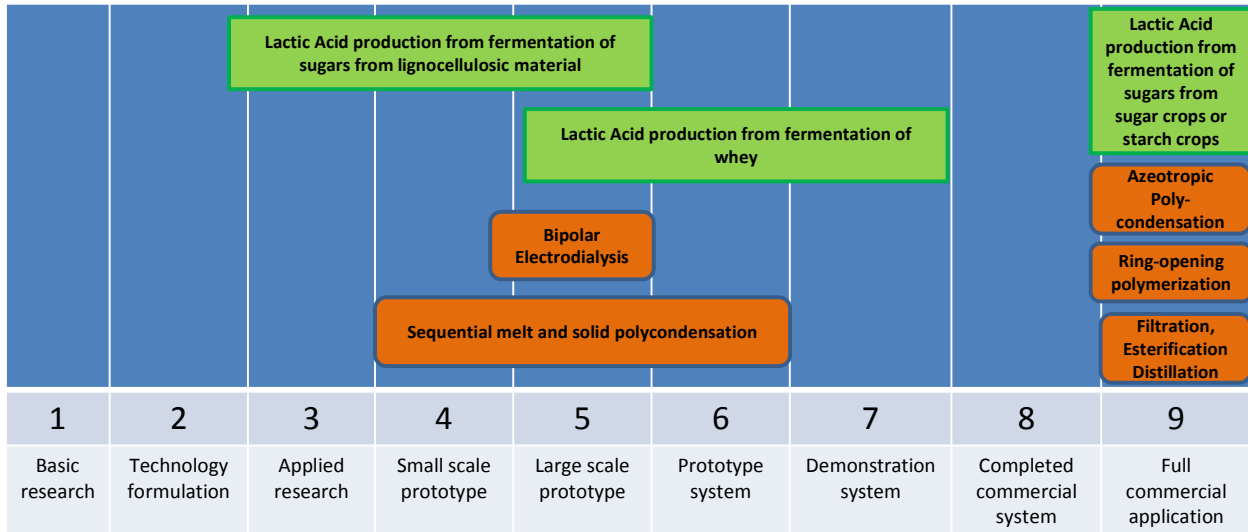 Lactic Acid production from fermentation of
sugars from lignocellulosic material
Lactic Acid
production from
fermentation of
sugars from
sugar crops or
starch crops
Lactic Acid production from fermentation of
whey
Azeotropic
Poly-
condensation
Bipolar
Electrodialysis
Ring-opening
polymerization
Sequential melt and solid polycondensation
Filtration,
Esterification
Distillation
1 2 3 4 5 6 7 8 9
Basic
research
Technology
formulation
Applied
research
Small scale
prototype
Large scale
prototype
Prototype
system
Demonstration
system
Completed
commercial
system
Full
commercial
application